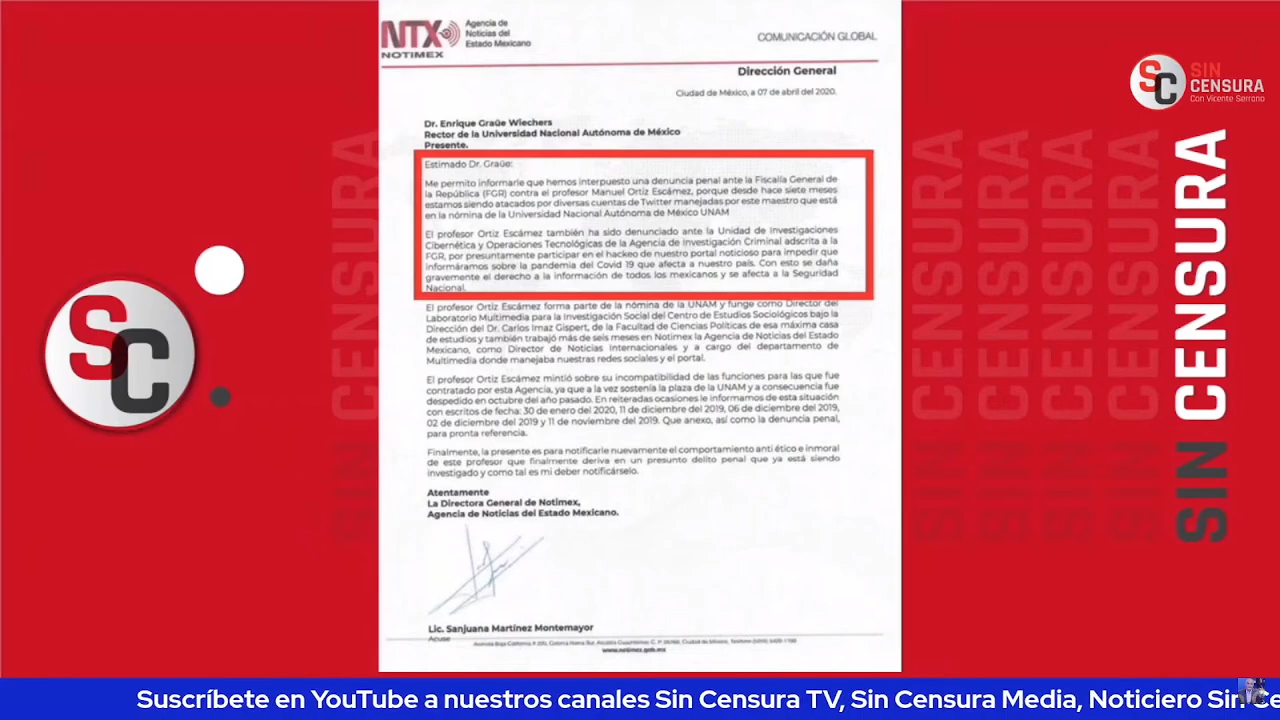 NTX
NOTIMEX
Agencia de
Noticias del
Estado Mexicano
COMUNICACIÓN GLOBAL
Dirección General
Ciudad de México, a 07 de abril del 2020.
Dr. Enrique Graüe Wiechers
Rector de la Universidad Nacional Autónoma de México
Presente.
Estimado Dr. Graüe:
Me permito informarle que hemos interpuesto una denuncia penal ante la Fiscalía General de
la República (FGR) contra el profesor Manuel Ortiz Escámez, porque desde hace siete meses
estamos siendo atacados por diversas cuentas de Twitter manejadas por este maestro que está
en la nómina de la Universidad Nacional Autónoma de México UNAM
El profesor Ortiz Escámez también ha sido denunciado ante la Unidad de Investigaciones
Cibernética y Operaciones Tecnológicas de la Agencia de Investigación Criminal adscrita a la
FGR, por presuntamente participar en el hackeo de nuestro portal noticioso para impedir que
informáramos sobre la pandemia del Covid 19 que afecta a nuestro país. Con esto se daña
gravemente el derecho a la información de todos los mexicanos y se afecta a la Seguridad
Nacional.
El profesor Ortiz Escámez forma parte de la nómina de la UNAM y funge como Director del
Laboratorio Multimedia para la Investigación Social del Centro de Estudios Sociológicos bajo la
Dirección del Dr. Carlos Imaz Gispert, de la Facultad de Ciencias Políticas de esa máxima casa
de estudios y también trabajó más de seis meses en Notimex la Agencia de Noticias del Estado
Mexicano, como Director de Noticias Internacionales y a cargo del departamento de
Multimedia donde manejaba nuestras redes sociales y el portal.
El profesor Ortiz Escámez mintió sobre su incompatibilidad de las funciones para las que fue
contratado por esta Agencia, ya que a la vez sostenía la plaza de la UNAM y a consecuencia fue
despedido en octubre del año pasado. En reiteradas ocasiones le informamos de esta situación
con escritos de fecha: 30 de enero del 2020, 11 de diciembre del 2019, 06 de diciembre del 2019,
02 de diciembre del 2019 y 11 de noviembre del 2019. Que anexo, así como la denuncia penal,
para pronta referencia.
Finalmente, la presente es para notificarle nuevamente el comportamiento anti ético e inmoral
de este profesor que finalmente deriva en un presunto delito penal que ya está siendo
investigado y como tal es mi deber notificárselo.
Atentamente
La Directora General de Notimex,
Agencia de Noticias del Estado Mexicano.
Lic. Sanjuana Martínez Montemayor
Acuse
www.notimex.gob.mx
SC
SC
SIN
CENSURA
Con Vicente Serrano
SIN CENSURA
SIN CENSURA
SIN CENSURA
SIN CENSURA
SIN CENSURA
SIN CENSURA
Suscríbete en YouTube a nuestros canales Sin Censura TV, Sin Censura Media, Noticiero Sin